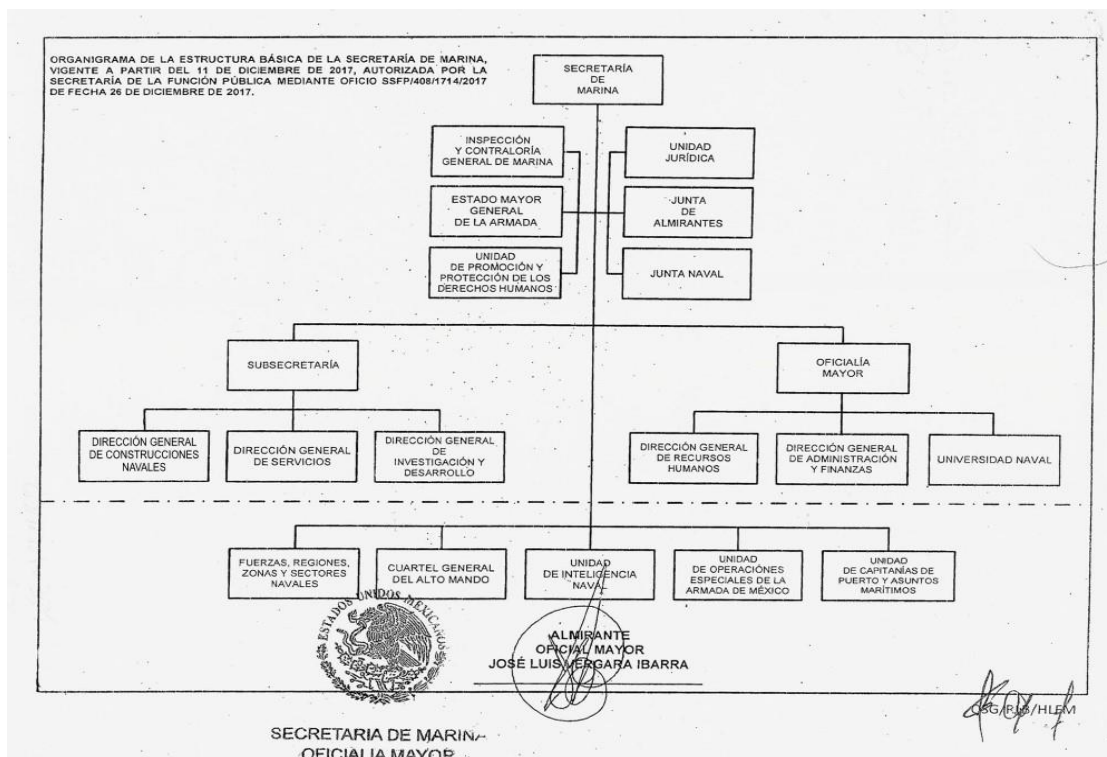 ORGANIGRAMA DE LA ESTRUCTURA BÁSICA DE LA SECRETARÍA DE MARINA,
VIGENTE A PARTIR DEL 11 DE DICIEMBRE DE 2017, AUTORIZADA POR LA
SECRETARÍA DE LA FUNCIÓN PÚBLICA MEDIANTE OFICIO SSFP/408/1714/2017
DE FECHA 26 DE DICIEMBRE DE 2017.
SECRETARÍA
DE
MARINA
INSPECCIÓN
Y CONTRALORÍA
GENERAL DE MARINA
UNIDAD
JURÍDICA
ESTADO MAYOR
GENERAL
DE LA ARMADA
JUNTA
DE
ALMIRANTES
UNIDAD
DE PROMOCIÓN Y
PROTECCIÓN DE LOS
DERECHOS HUMANOS
JUNTA NAVAL
SUBSECRETARÍA
OFICIALÍA
MAYOR
DIRECCIÓN GENERAL
DE CONSTRUCCIONES
NAVALES
DIRECCIÓN GENERAL
DE SERVICIOS
DIRECCIÓN GENERAL
DE
INVESTIGACIÓN Y
DESARROLLO
DIRECCIÓN GENERAL
DE RECURSOS
HUMANOS
DIRECCIÓN GENERAL
DE ADMINISTRACIÓN
Y FINANZAS
UNIVERSIDAD NAVAL
FUERZAS, REGIONES,
ZONAS Y SECTORES
NAVALES
CUARTEL GENERAL
DEL ALTO MANDO
UNIDAD
DE INTELIGENCIA
NAVAL
UNIDAD
DE OPERACIÓNES
ESPECIALES DE LA
ARMADA DE MÉXICO
UNIDAD
DE CAPITANÍAS DE
PUERTO Y ASUNTOS
MARÍTIMOS
ESTADOS UNIDOS MEXICANOS
ALMIRANTE
OFICIAL MAYOR
JOSÉ LUIS VERGARA IBARRA
SECRETARIA DE MARINA
OFICIALIA MAYOR